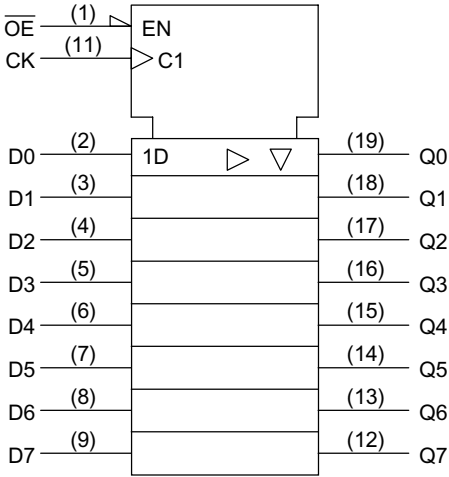 O̅E̅ (1) EN
CK (11) C1
D0 (2) 1D (19) Q0
D1 (3) (18) Q1
D2 (4) (17) Q2
D3 (5) (16) Q3
D4 (6) (15) Q4
D5 (7) (14) Q5
D6 (8) (13) Q6
D7 (9) (12) Q7